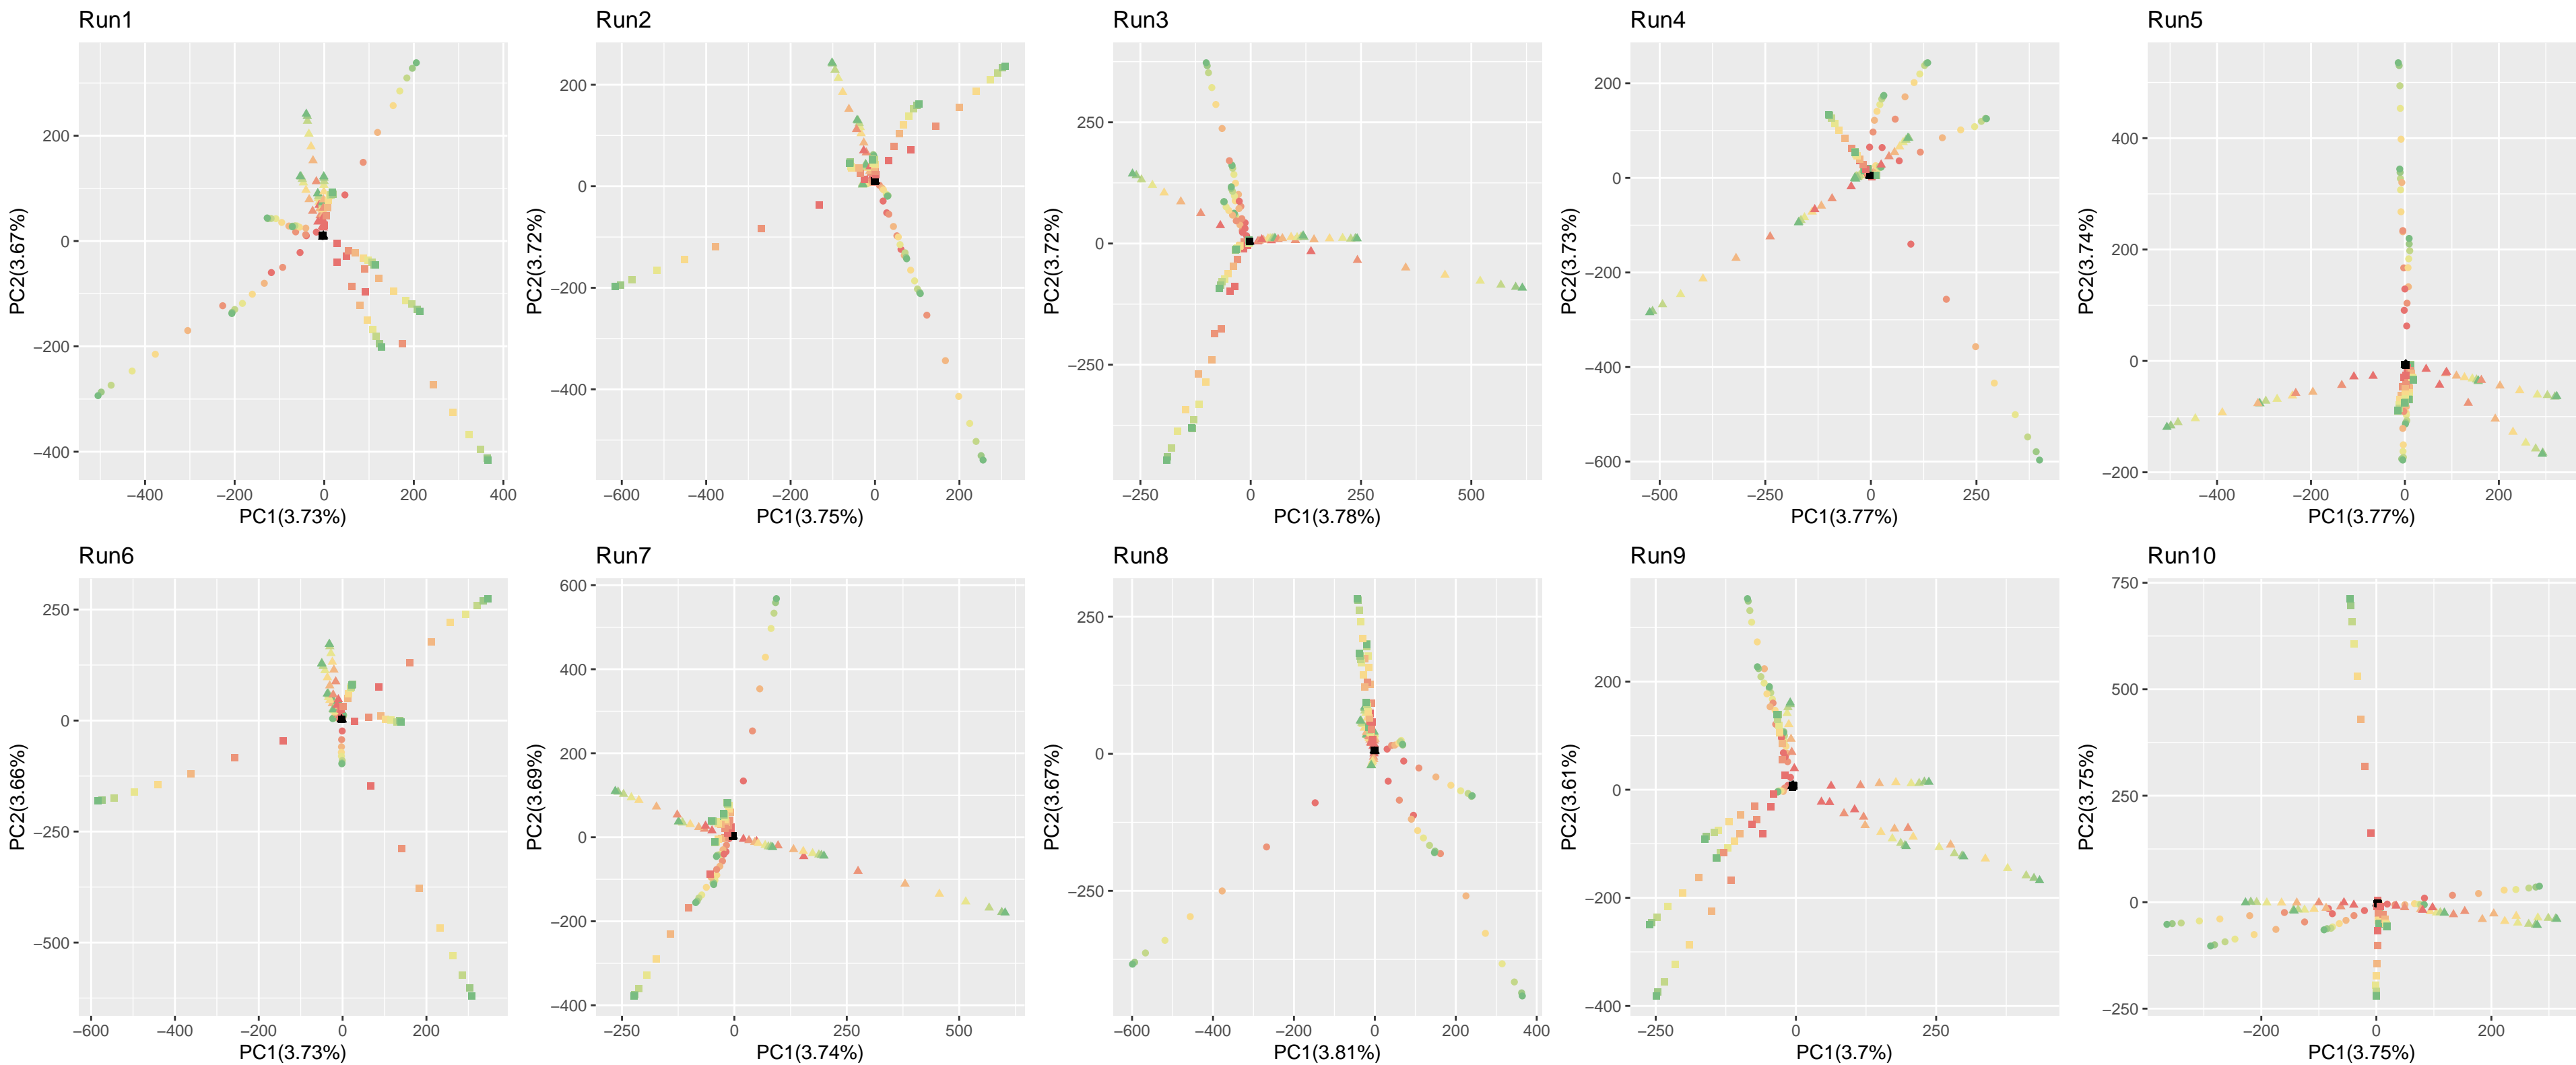 Run1 Run2 Run3 Run4 Run5
200 0 −200 −400
PC2(3.67%)
−400 −200 0 200 400
PC1(3.73%)
200 0 −200 −400
PC2(3.72%)
−600 −400 −200 0 200
PC1(3.75%)
250 0 −250
PC2(3.72%)
−250 0 250 500
PC1(3.78%)
200 0 −200 −400 −600
PC2(3.73%)
−500 −250 0 250
PC1(3.77%)
400 200 0 −200
PC2(3.74%)
−400 −200 0 200
PC1(3.77%)
Run6 Run7 Run8 Run9 Run10
250 0 −250 −500
PC2(3.66%)
−600 −400 −200 0 200
PC1(3.73%)
600 400 200 0 −200 −400
PC2(3.69%)
−250 0 250 500
PC1(3.74%)
250 0 −250
PC2(3.67%)
−600 −400 −200 0 200 400
PC1(3.81%)
200 0 −200 −400
PC2(3.61%)
−250 0 250
PC1(3.7%)
750 500 250 0 −250
PC2(3.75%)
−200 0 200
PC1(3.75%)